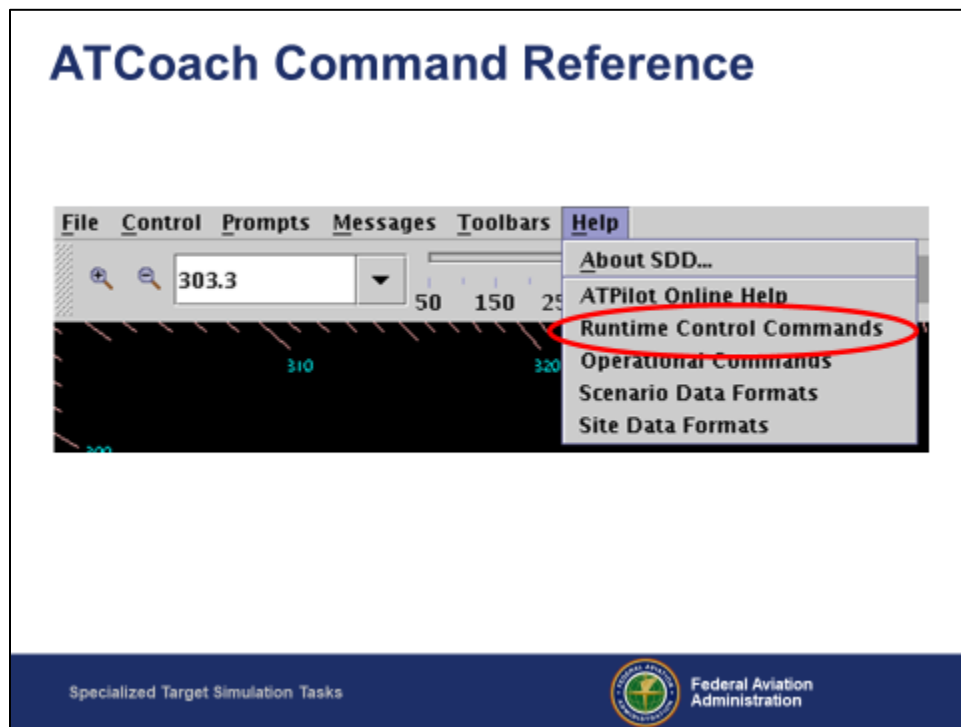 ATCoach Command Reference
File Control Prompts Messages Toolbars Help
303.3
50 150 25
About SDD...
ATPilot Online Help
Runtime Control Commands
Operational Commands
Scenario Data Formats
Site Data Formats
310
320
300
Specialized Target Simulation Tasks
Federal Aviation
Administration